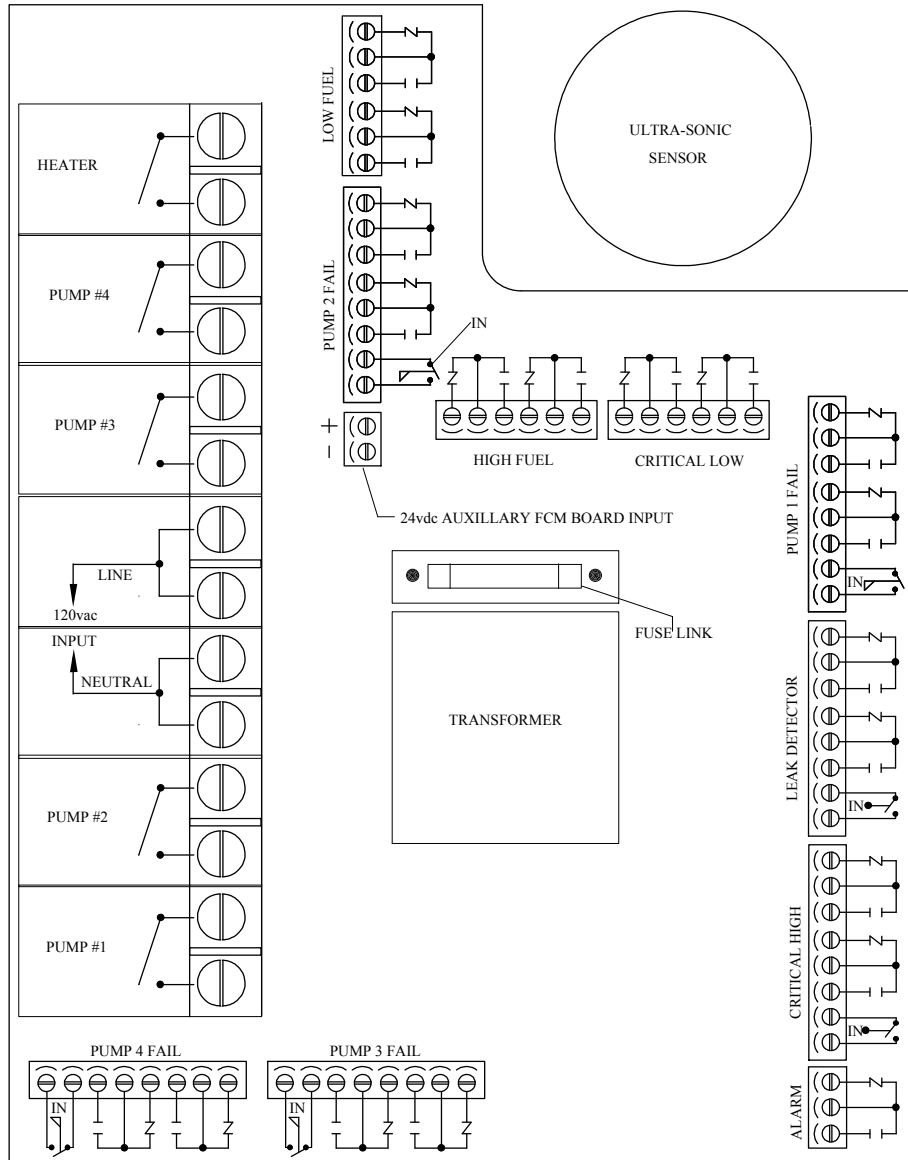 LOW FUEL
ULTRA-SONIC
SENSOR
HEATER
PUMP #4
PUMP 2 FAIL
IN
PUMP #3
+
-
HIGH FUEL
CRITICAL LOW
PUMP 1 FAIL
IN
24vdc AUXILLARY FCM BOARD INPUT
LINE
120vac
INPUT
NEUTRAL
FUSE LINK
TRANSFORMER
LEAK DETECTOR
IN
PUMP #2
PUMP #1
CRITICAL HIGH
IN
PUMP 4 FAIL
IN
PUMP 3 FAIL
IN
ALARM